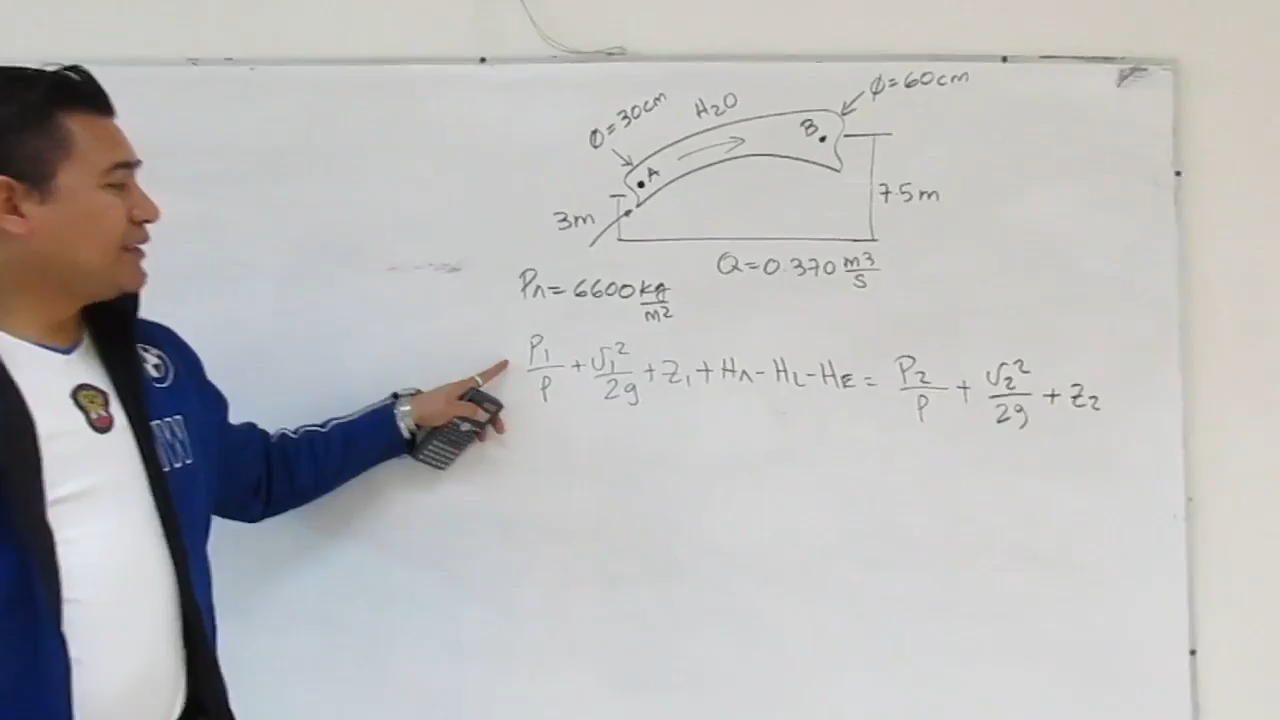 Ø=60cm
Ø=30cm
H2O
B
A
3m
7.5m
Q=0.370 m3/s
PA=6600 kg/m2
P1/ρ + v1²/2g + Z1 + HA - HL - HE = P2/ρ + v2²/2g + Z2